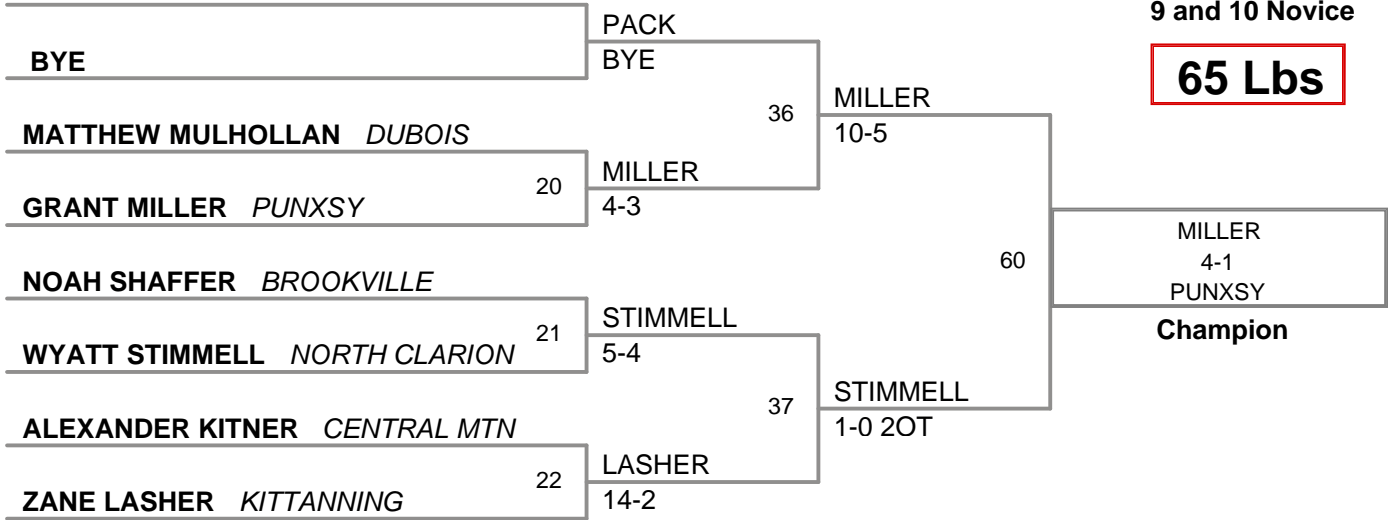 9 and 10 Novice
65 Lbs
BYE
PACK
BYE
MATTHEW MULHOLLAN DUBOIS
36
MILLER
10-5
20
MILLER
4-3
GRANT MILLER PUNXSY
NOAH SHAFFER BROOKVILLE
60
MILLER
4-1
PUNXSY
Champion
21
STIMMELL
5-4
WYATT STIMMELL NORTH CLARION
37
STIMMELL
1-0 2OT
ALEXANDER KITNER CENTRAL MTN
22
LASHER
14-2
ZANE LASHER KITTANNING